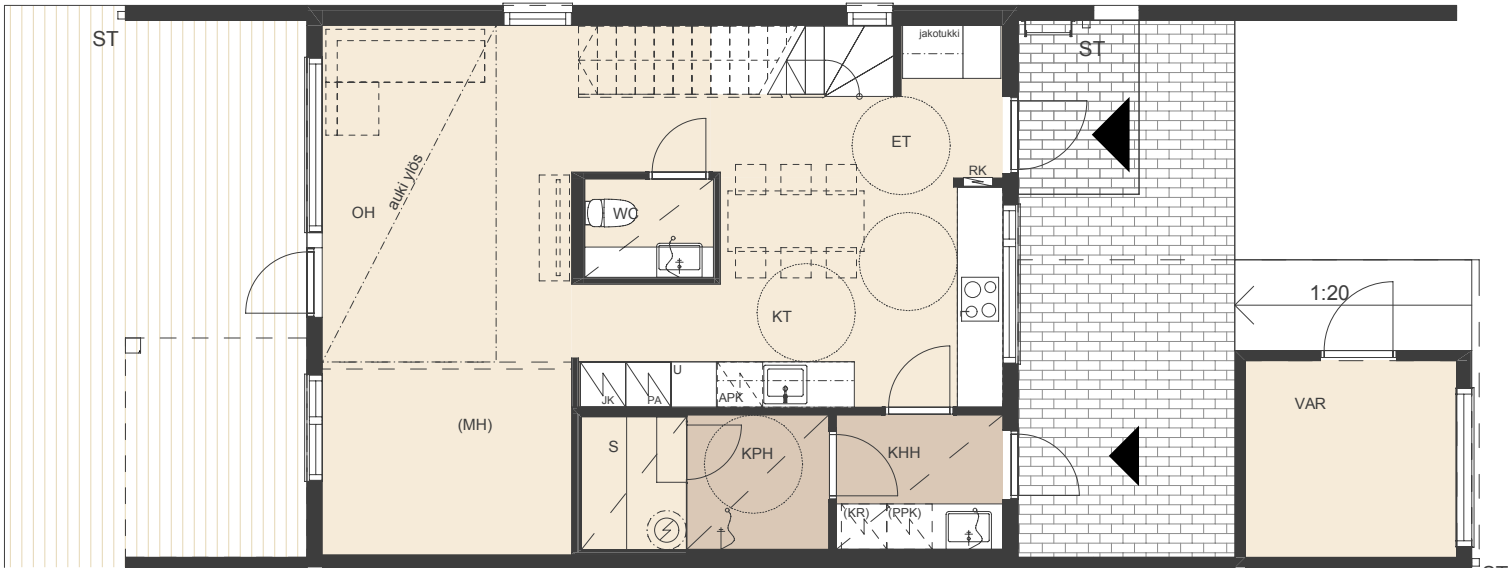 ST
jakotukki
ST
ET
RK
auki ylös
OH
WC
KT
1:20
U
JK
PA
APK
VAR
(MH)
S
KPH
KHH
(KR)
(PPK)
ST